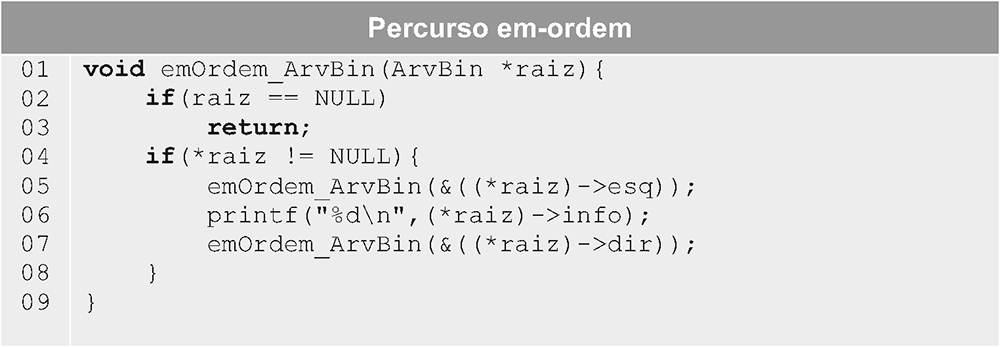 Percurso em-ordem
01 void emOrdem_ArvBin(ArvBin *raiz){
02     if(raiz == NULL)
03         return;
04     if(*raiz != NULL){
05         emOrdem_ArvBin(&((*raiz)->esq));
06         printf("%d\n",(*raiz)->info);
07         emOrdem_ArvBin(&((*raiz)->dir));
08     }
09 }